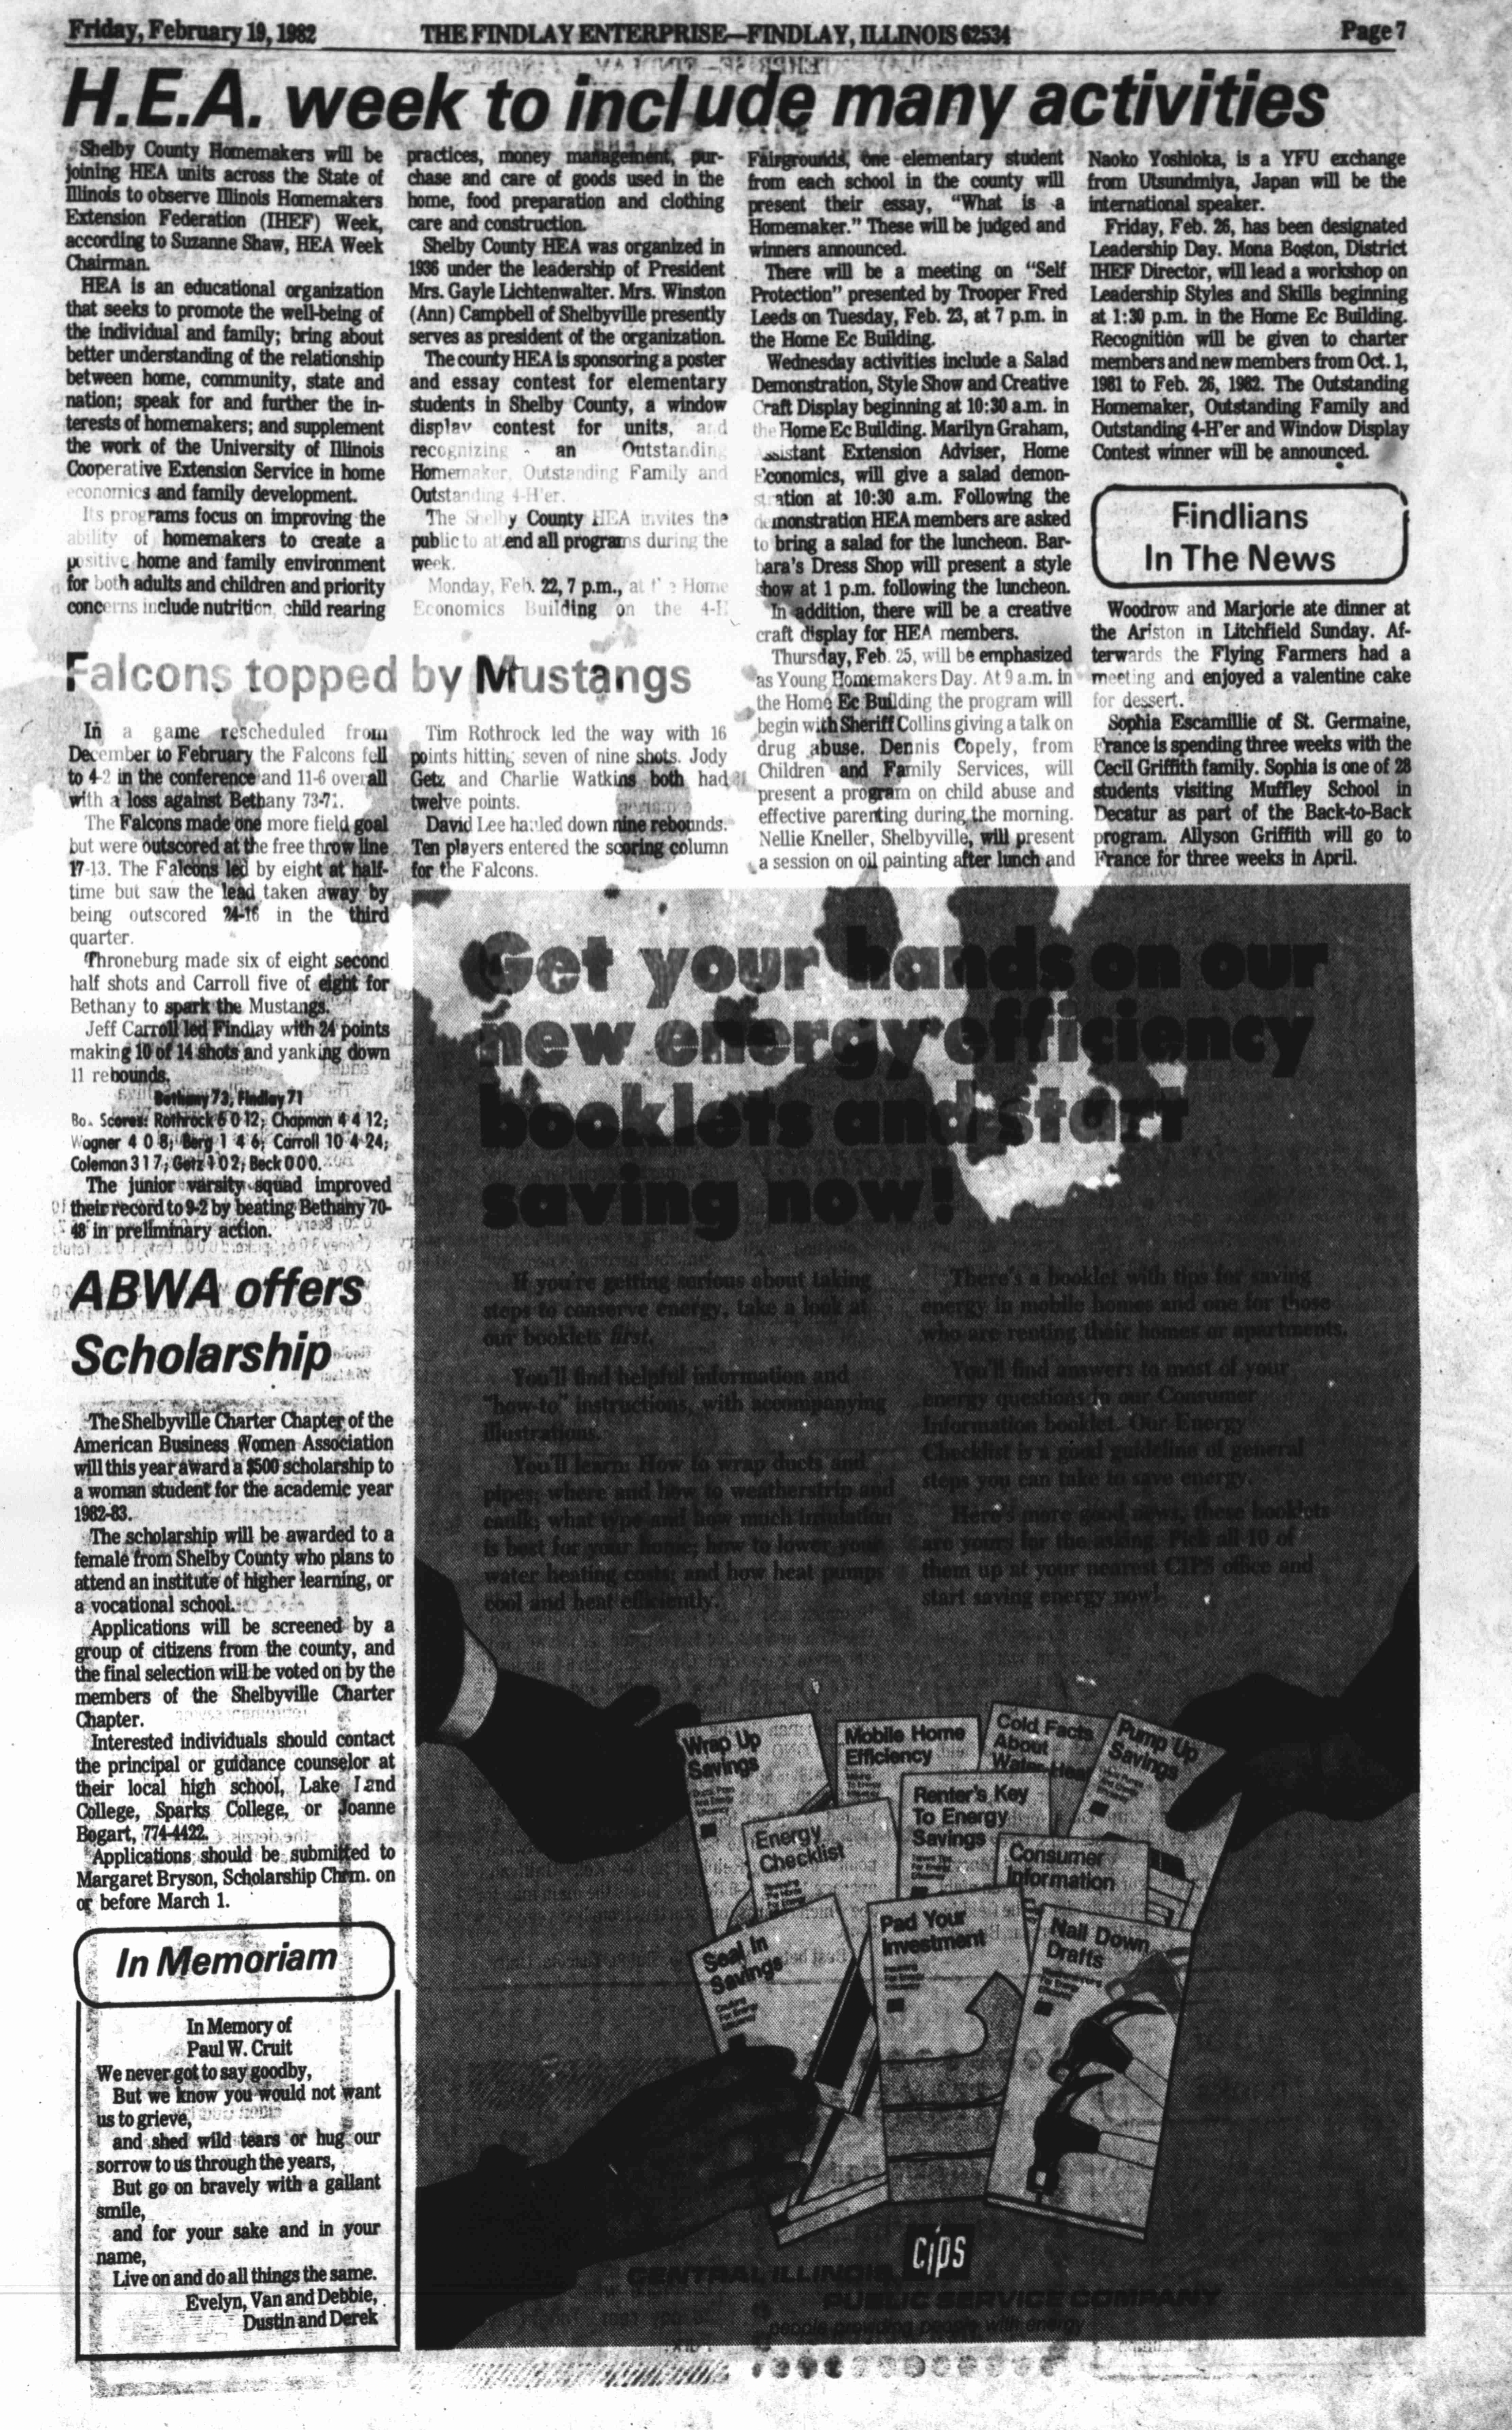 Friday, February 19, 1982
THE FINDLAY ENTERPRISE—FINDLAY, ILLINOIS 62534
Page 7
H.E.A. week to include many activities
Shelby County Homemakers will be
joining HEA units across the State of
Illinois to observe Illinois Homemakers
Extension Federation (IHEF) Week,
according to Suzanne Shaw, HEA Week
Chairman.
HEA is an educational organization
that seeks to promote the well-being of
the individual and family; bring about
better understanding of the relationship
between home, community, state and
nation; speak for and further the in-
terests of homemakers; and supplement
the work of the University of Illinois
Cooperative Extension Service in home
economics and family development.
Its programs focus on improving the
ability of homemakers to create a
positive home and family environment
for both adults and children and priority
concerns include nutrition, child rearing
practices, money management, pur-
chase and care of goods used in the
home, food preparation and clothing
care and construction.
Shelby County HEA was organized in
1936 under the leadership of President
Mrs. Gayle Lichtenwalter. Mrs. Winston
(Ann) Campbell of Shelbyville presently
serves as president of the organization.
The county HEA is sponsoring a poster
and essay contest for elementary
students in Shelby County, a window
display contest for units, and
recognizing an Outstanding
Homemaker, Outstanding Family and
Outstanding 4-H'er.
The Shelby County HEA invites the
public to attend all programs during the
week.
Monday, Feb. 22, 7 p.m., at the Home
Economics Building on the 4-H
Fairgrounds, one elementary student
from each school in the county will
present their essay, "What is a
Homemaker." These will be judged and
winners announced.
There will be a meeting on "Self
Protection" presented by Trooper Fred
Leeds on Tuesday, Feb. 23, at 7 p.m. in
the Home Ec Building.
Wednesday activities include a Salad
Demonstration, Style Show and Creative
Craft Display beginning at 10:30 a.m. in
the Home Ec Building. Marilyn Graham,
Assistant Extension Adviser, Home
Economics, will give a salad demon-
stration at 10:30 a.m. Following the
demonstration HEA members are asked
to bring a salad for the luncheon. Bar-
bara's Dress Shop will present a style
show at 1 p.m. following the luncheon.
In addition, there will be a creative
craft display for HEA members.
Thursday, Feb. 25, will be emphasized
as Young Homemakers Day. At 9 a.m. in
the Home Ec Building the program will
begin with Sheriff Collins giving a talk on
drug abuse. Dennis Copely, from
Children and Family Services, will
present a program on child abuse and
effective parenting during the morning.
Nellie Kneller, Shelbyville, will present
a session on oil painting after lunch and
Naoko Yoshioka, is a YFU exchange
from Utsundmiya, Japan will be the
international speaker.
Friday, Feb. 26, has been designated
Leadership Day. Mona Boston, District
IHEF Director, will lead a workshop on
Leadership Styles and Skills beginning
at 1:30 p.m. in the Home Ec Building.
Recognition will be given to charter
members and new members from Oct. 1,
1981 to Feb. 26, 1982. The Outstanding
Homemaker, Outstanding Family and
Outstanding 4-H'er and Window Display
Contest winner will be announced.
Findlians
In The News
Woodrow and Marjorie ate dinner at
the Ariston in Litchfield Sunday. Af-
terwards the Flying Farmers had a
meeting and enjoyed a valentine cake
for dessert.
Sophia Escamillie of St. Germaine,
France is spending three weeks with the
Cecil Griffith family. Sophia is one of 28
students visiting Muffley School in
Decatur as part of the Back-to-Back
program. Allyson Griffith will go to
France for three weeks in April.
Falcons topped by Mustangs
In a game rescheduled from
December to February the Falcons fell
to 4-2 in the conference and 11-6 overall
with a loss against Bethany 73-71.
The Falcons made one more field goal
but were outscored at the free throw line
17-13. The Falcons led by eight at half-
time but saw the lead taken away by
being outscored 24-16 in the third
quarter.
Throneburg made six of eight second
half shots and Carroll five of eight for
Bethany to spark the Mustangs.
Jeff Carroll led Findlay with 24 points
making 10 of 14 shots and yanking down
11 rebounds.
Bethany 73, Findlay 71
Box Scores: Rothrock 6 0 12; Chapman 4 4 12;
Wagner 4 0 8; Berg 1 4 6; Carroll 10 4 24;
Coleman 3 1 7; Getz 1 0 2; Beck 0 0 0.
The junior varsity squad improved
their record to 9-2 by beating Bethany 70-
48 in preliminary action.
Tim Rothrock led the way with 16
points hitting seven of nine shots. Jody
Getz and Charlie Watkins both had
twelve points.
David Lee hauled down nine rebounds.
Ten players entered the scoring column
for the Falcons.
ABWA offers
Scholarship
The Shelbyville Charter Chapter of the
American Business Women Association
will this year award a $500 scholarship to
a woman student for the academic year
1982-83.
The scholarship will be awarded to a
female from Shelby County who plans to
attend an institute of higher learning, or
a vocational school.
Applications will be screened by a
group of citizens from the county, and
the final selection will be voted on by the
members of the Shelbyville Charter
Chapter.
Interested individuals should contact
the principal or guidance counselor at
their local high school, Lake Land
College, Sparks College, or Joanne
Bogart, 774-4422.
Applications should be submitted to
Margaret Bryson, Scholarship Chrm. on
or before March 1.
In Memoriam
In Memory of
Paul W. Cruit
We never got to say goodby,
But we know you would not want
us to grieve,
and shed wild tears or hug our
sorrow to us through the years,
But go on bravely with a gallant
smile,
and for your sake and in your
name,
Live on and do all things the same.
Evelyn, Van and Debbie,
Dustin and Derek
Get your hands on our
new energy efficiency
booklets and start
saving now!
If you're getting serious about taking
steps to conserve energy, take a look at
our booklets first.
You'll find helpful information and
"how-to" instructions, with accompanying
illustrations.
You'll learn: How to wrap ducts and
pipes; where and how to weatherstrip and
caulk; what type and how much insulation
is best for your home; how to lower your
water heating costs; and how heat pumps
cool and heat efficiently.
There's a booklet with tips for saving
energy in mobile homes and one for those
who are renting their homes or apartments.
You'll find answers to most of your
energy questions in our Consumer
Information booklet. Our Energy
Checklist is a good guideline of general
steps you can take to save energy.
Here's more good news, these booklets
are yours for the asking. Pick all 10 of
them up at your nearest CIPS office and
start saving energy now!
Wrap Up
Savings
Mobile Home
Efficiency
Cold Facts
About
Water Hea
Pump Up
Savings
Renter's Key
To Energy
Savings
Energy
Checklist
Consumer
Information
Seal In
Savings
Pad Your
Investment
Nail Down
Drafts
cips
CENTRAL ILLINOIS
PUBLIC SERVICE COMPANY
people providing people with energy